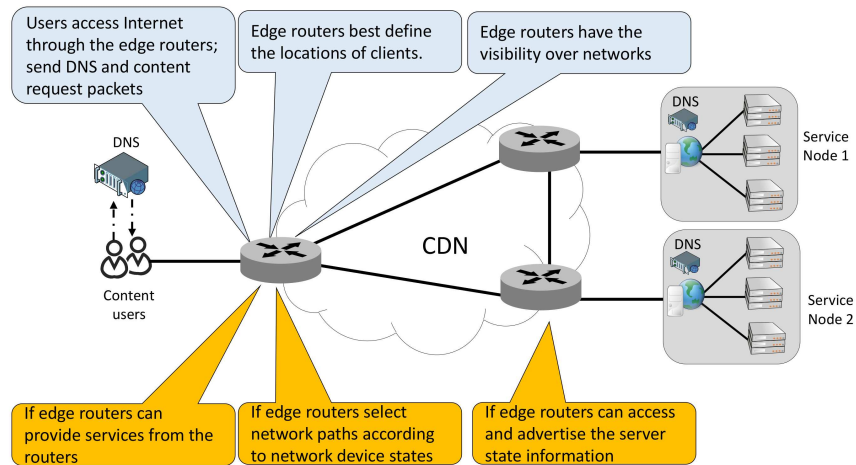 Users access Internet
through the edge routers;
send DNS and content
request packets
Edge routers best define
the locations of clients.
Edge routers have the
visibility over networks
DNS
Content
users
CDN
DNS
Service
Node 1
DNS
Service
Node 2
If edge routers can
provide services from the
routers
If edge routers select
network paths according
to network device states
If edge routers can access
and advertise the server
state information